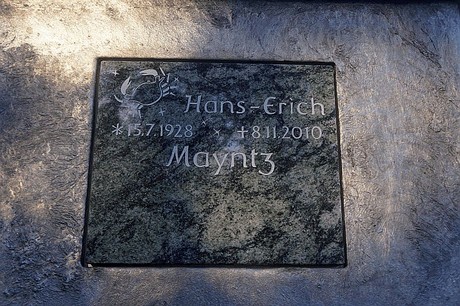 Hans-Erich
*15.7.1928 +8.11.2010
Mayntz